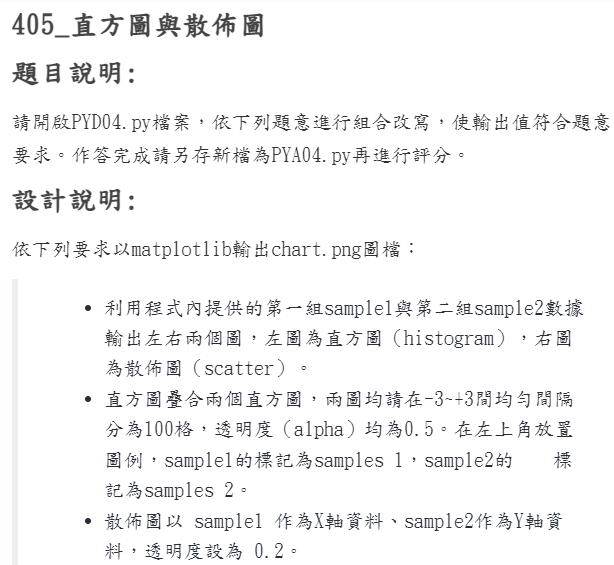 405_直方圖與散佈圖
題目說明:
請開啟PYD04.py檔案，依下列題意進行組合改寫，使輸出值符合題意
要求。作答完成請另存新檔為PYA04.py再進行評分。
設計說明:
依下列要求以matplotlib輸出chart.png圖檔：
• 利用程式內提供的第一組sample1與第二組sample2數據
輸出左右兩個圖，左圖為直方圖（histogram），右圖
為散佈圖（scatter）。
• 直方圖疊合兩個直方圖，兩圖均請在-3~+3間均勻間隔
分為100格，透明度（alpha）均為0.5。在左上角放置
圖例，sample1的標記為samples 1，sample2的 標
記為samples 2。
• 散佈圖以 sample1 作為X軸資料、sample2作為Y軸資
料，透明度設為 0.2。